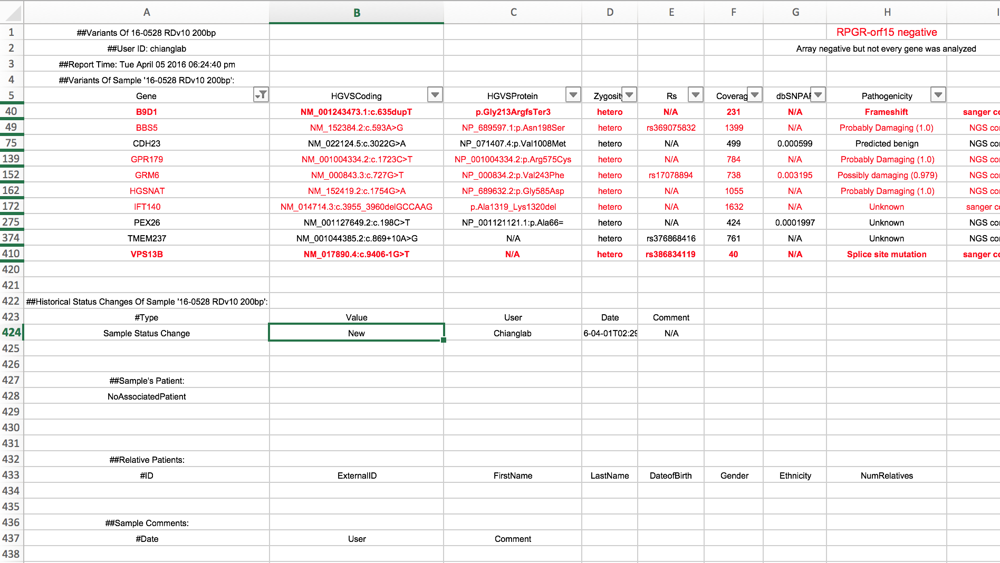 A B C D E F G H I
1 ##Variants Of 16-0528 RDv10 200bp RPGR-orf15 negative
2 ##User ID: chianglab Array negative but not every gene was analyzed
3 ##Report Time: Tue April 05 2016 06:24:40 pm
4 ##Variants Of Sample '16-0528 RDv10 200bp':
5 Gene HGVSCoding HGVSProtein Zygosity Rs Coverag dbSNPAF Pathogenicity
40 B9D1 NM_001243473.1:c.635dupT p.Gly213ArgfsTer3 hetero N/A 231 N/A Frameshift sanger co
49 BBS5 NM_152384.2:c.593A>G NP_689597.1:p.Asn198Ser hetero rs369075832 1399 N/A Probably Damaging (1.0) NGS co
75 CDH23 NM_022124.5:c.3022G>A NP_071407.4:p.Val1008Met hetero N/A 499 0.000599 Predicted benign NGS co
139 GPR179 NM_001004334.2:c.1723C>T NP_001004334.2:p.Arg575Cys hetero N/A 784 N/A Probably Damaging (1.0) NGS co
152 GRM6 NM_000843.3:c.727G>T NP_000834.2:p.Val243Phe hetero rs17078894 738 0.003195 Possibly damaging (0.979) NGS co
162 HGSNAT NM_152419.2:c.1754G>A NP_689632.2:p.Gly585Asp hetero N/A 1055 N/A Probably Damaging (1.0) NGS co
172 IFT140 NM_014714.3:c.3955_3960delGCCAAG p.Ala1319_Lys1320del hetero N/A 1632 N/A Unknown sanger co
275 PEX26 NM_001127649.2:c.198C>T NP_001121121.1:p.Ala66= hetero N/A 424 0.0001997 Unknown NGS co
374 TMEM237 NM_001044385.2:c.869+10A>G N/A hetero rs376868416 761 N/A Unknown NGS co
410 VPS13B NM_017890.4:c.9406-1G>T N/A hetero rs386834119 40 N/A Splice site mutation sanger co
420
421
422 ##Historical Status Changes Of Sample '16-0528 RDv10 200bp':
423 #Type Value User Date Comment
424 Sample Status Change New Chianglab 6-04-01T02:29 N/A
425
426
427 ##Sample's Patient:
428 NoAssociatedPatient
429
430
431
432 ##Relative Patients:
433 #ID ExternalID FirstName LastName DateofBirth Gender Ethnicity NumRelatives
434
435
436 ##Sample Comments:
437 #Date User Comment
438